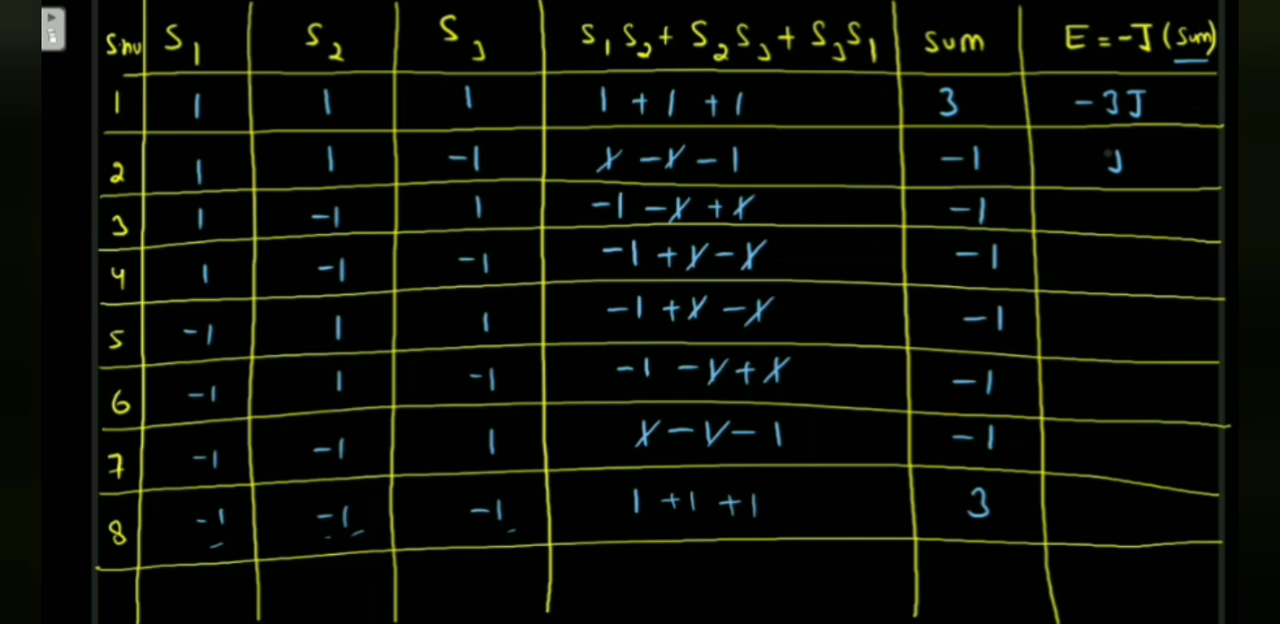 S.no S₁ S₂ S₃ S₁S₂ + S₂S₃ + S₃S₁ sum E = -J (sum)
1 1 1 1 1 + 1 + 1 3 -3J
2 1 1 -1 1 - 1 - 1 -1 J
3 1 -1 1 -1 - 1 + 1 -1
4 1 -1 -1 -1 + 1 - 1 -1
5 -1 1 1 -1 + 1 - 1 -1
6 -1 1 -1 -1 - 1 + 1 -1
7 -1 -1 1 1 - 1 - 1 -1
8 -1 -1 -1 1 + 1 + 1 3